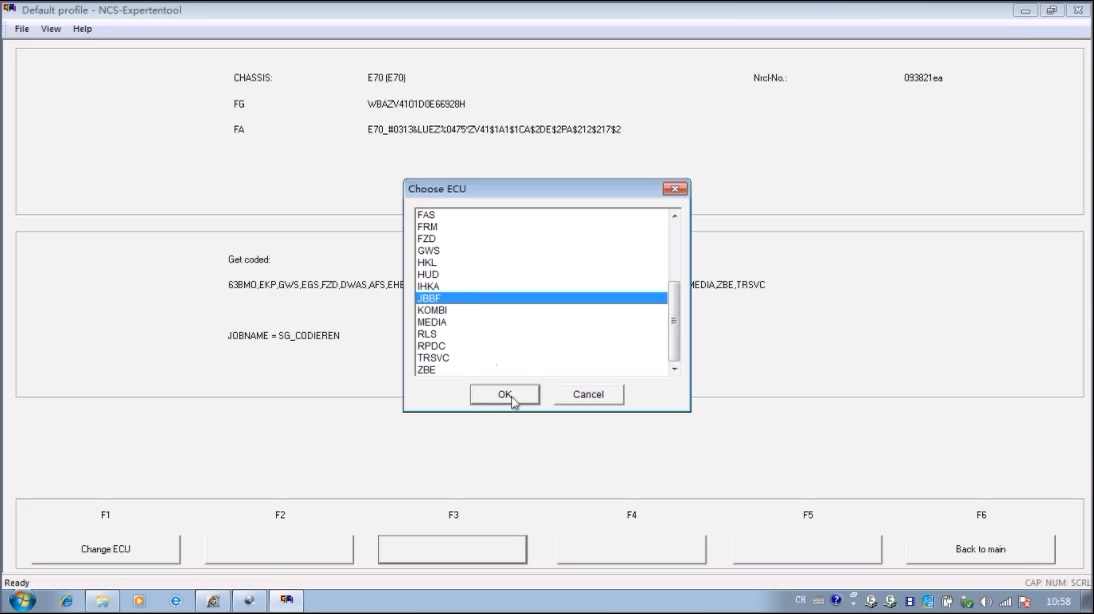 Default profile - NCS-Expertentool
File View Help
CHASSIS: E70 (E70) Nrcl-No.: 093821ea
FG WBAZV4101D0E66928H
FA E70_#0313&LUEZ%0475*ZV41$1A1$1CA$2DE$2PA$212$217$2
Choose ECU
FAS
FRM
FZD
GWS
HKL
HUD
IHKA
JBBF
KOMBI
MEDIA
RLS
RPDC
TRSVC
ZBE
OK Cancel
Get coded:
63BMO,EKP,GWS,EGS,FZD,DWAS,AFS,EHE MEDIA,ZBE,TRSVC
JOBNAME = SG_CODIEREN
F1 F2 F3 F4 F5 F6
Change ECU Back to main
Ready CAP NUM SCRL
CH 10:58